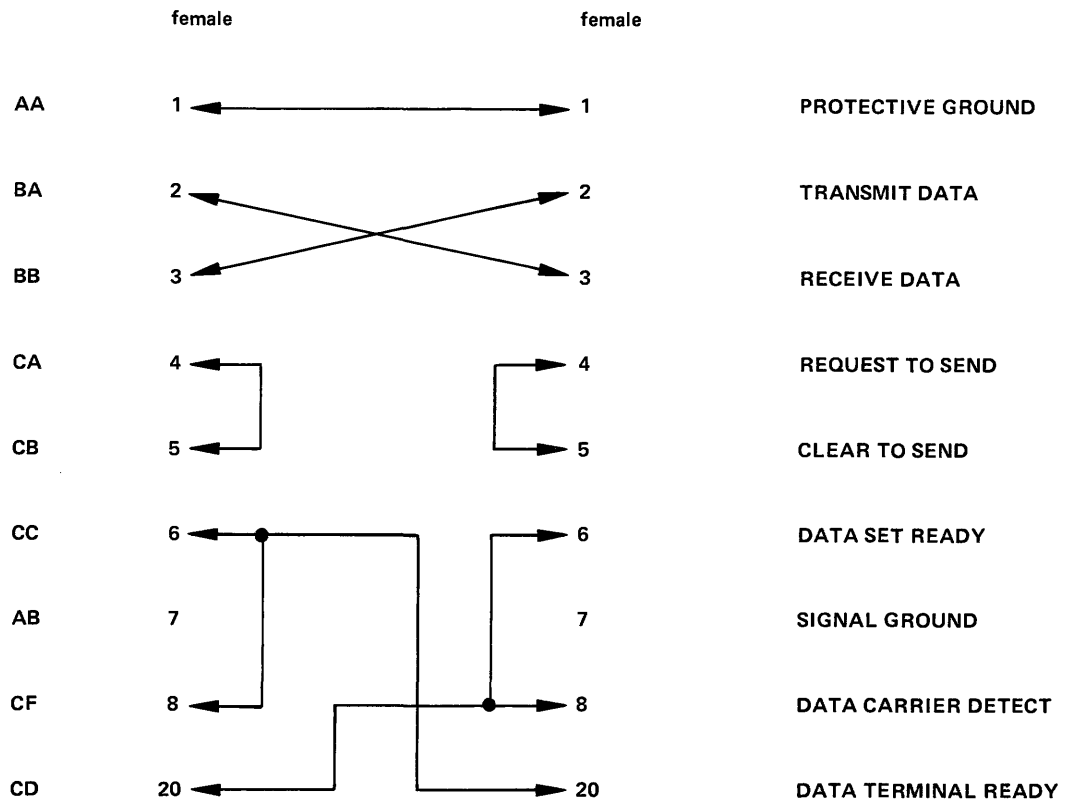 female female
AA 1 1 PROTECTIVE GROUND
BA 2 2 TRANSMIT DATA
BB 3 3 RECEIVE DATA
CA 4 4 REQUEST TO SEND
CB 5 5 CLEAR TO SEND
CC 6 6 DATA SET READY
AB 7 7 SIGNAL GROUND
CF 8 8 DATA CARRIER DETECT
CD 20 20 DATA TERMINAL READY